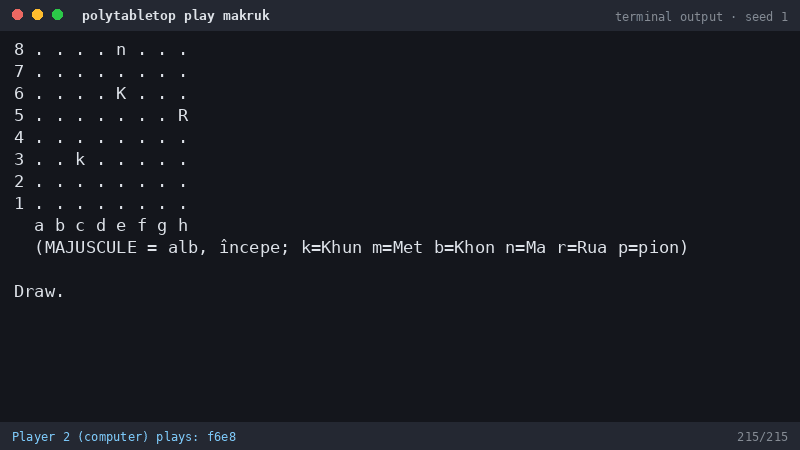 polytabletop play makruk
terminal output · seed 1
8 . . . . n . . .
7 . . . . . . . .
6 . . . . K . . .
5 . . . . . . . R
4 . . . . . . . .
3 . . k . . . . .
2 . . . . . . . .
1 . . . . . . . .
a b c d e f g h
(MAJUSCULE = alb, începe; k=Khun m=Met b=Khon n=Ma r=Rua p=pion)
Draw.
Player 2 (computer) plays: f6e8
215/215